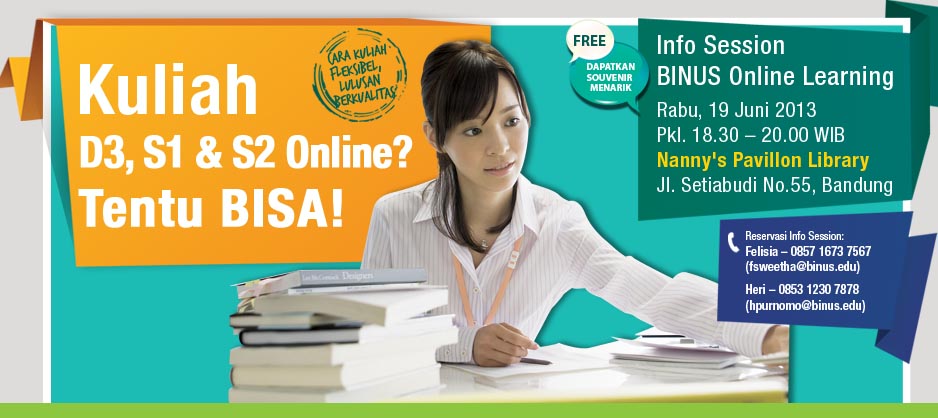 Kuliah
D3, S1 & S2 Online?
Tentu BISA!
CARA KULIAH
FLEKSIBEL,
LULUSAN
BERKUALITAS
FREE
DAPATKAN
SOUVENIR
MENARIK
Info Session
BINUS Online Learning
Rabu, 19 Juni 2013
Pkl. 18.30 – 20.00 WIB
Nanny's Pavillon Library
Jl. Setiabudi No.55, Bandung
Reservasi Info Session:
Felisia – 0857 1673 7567
(fsweetha@binus.edu)
Heri – 0853 1230 7878
(hpurnomo@binus.edu)
Designers